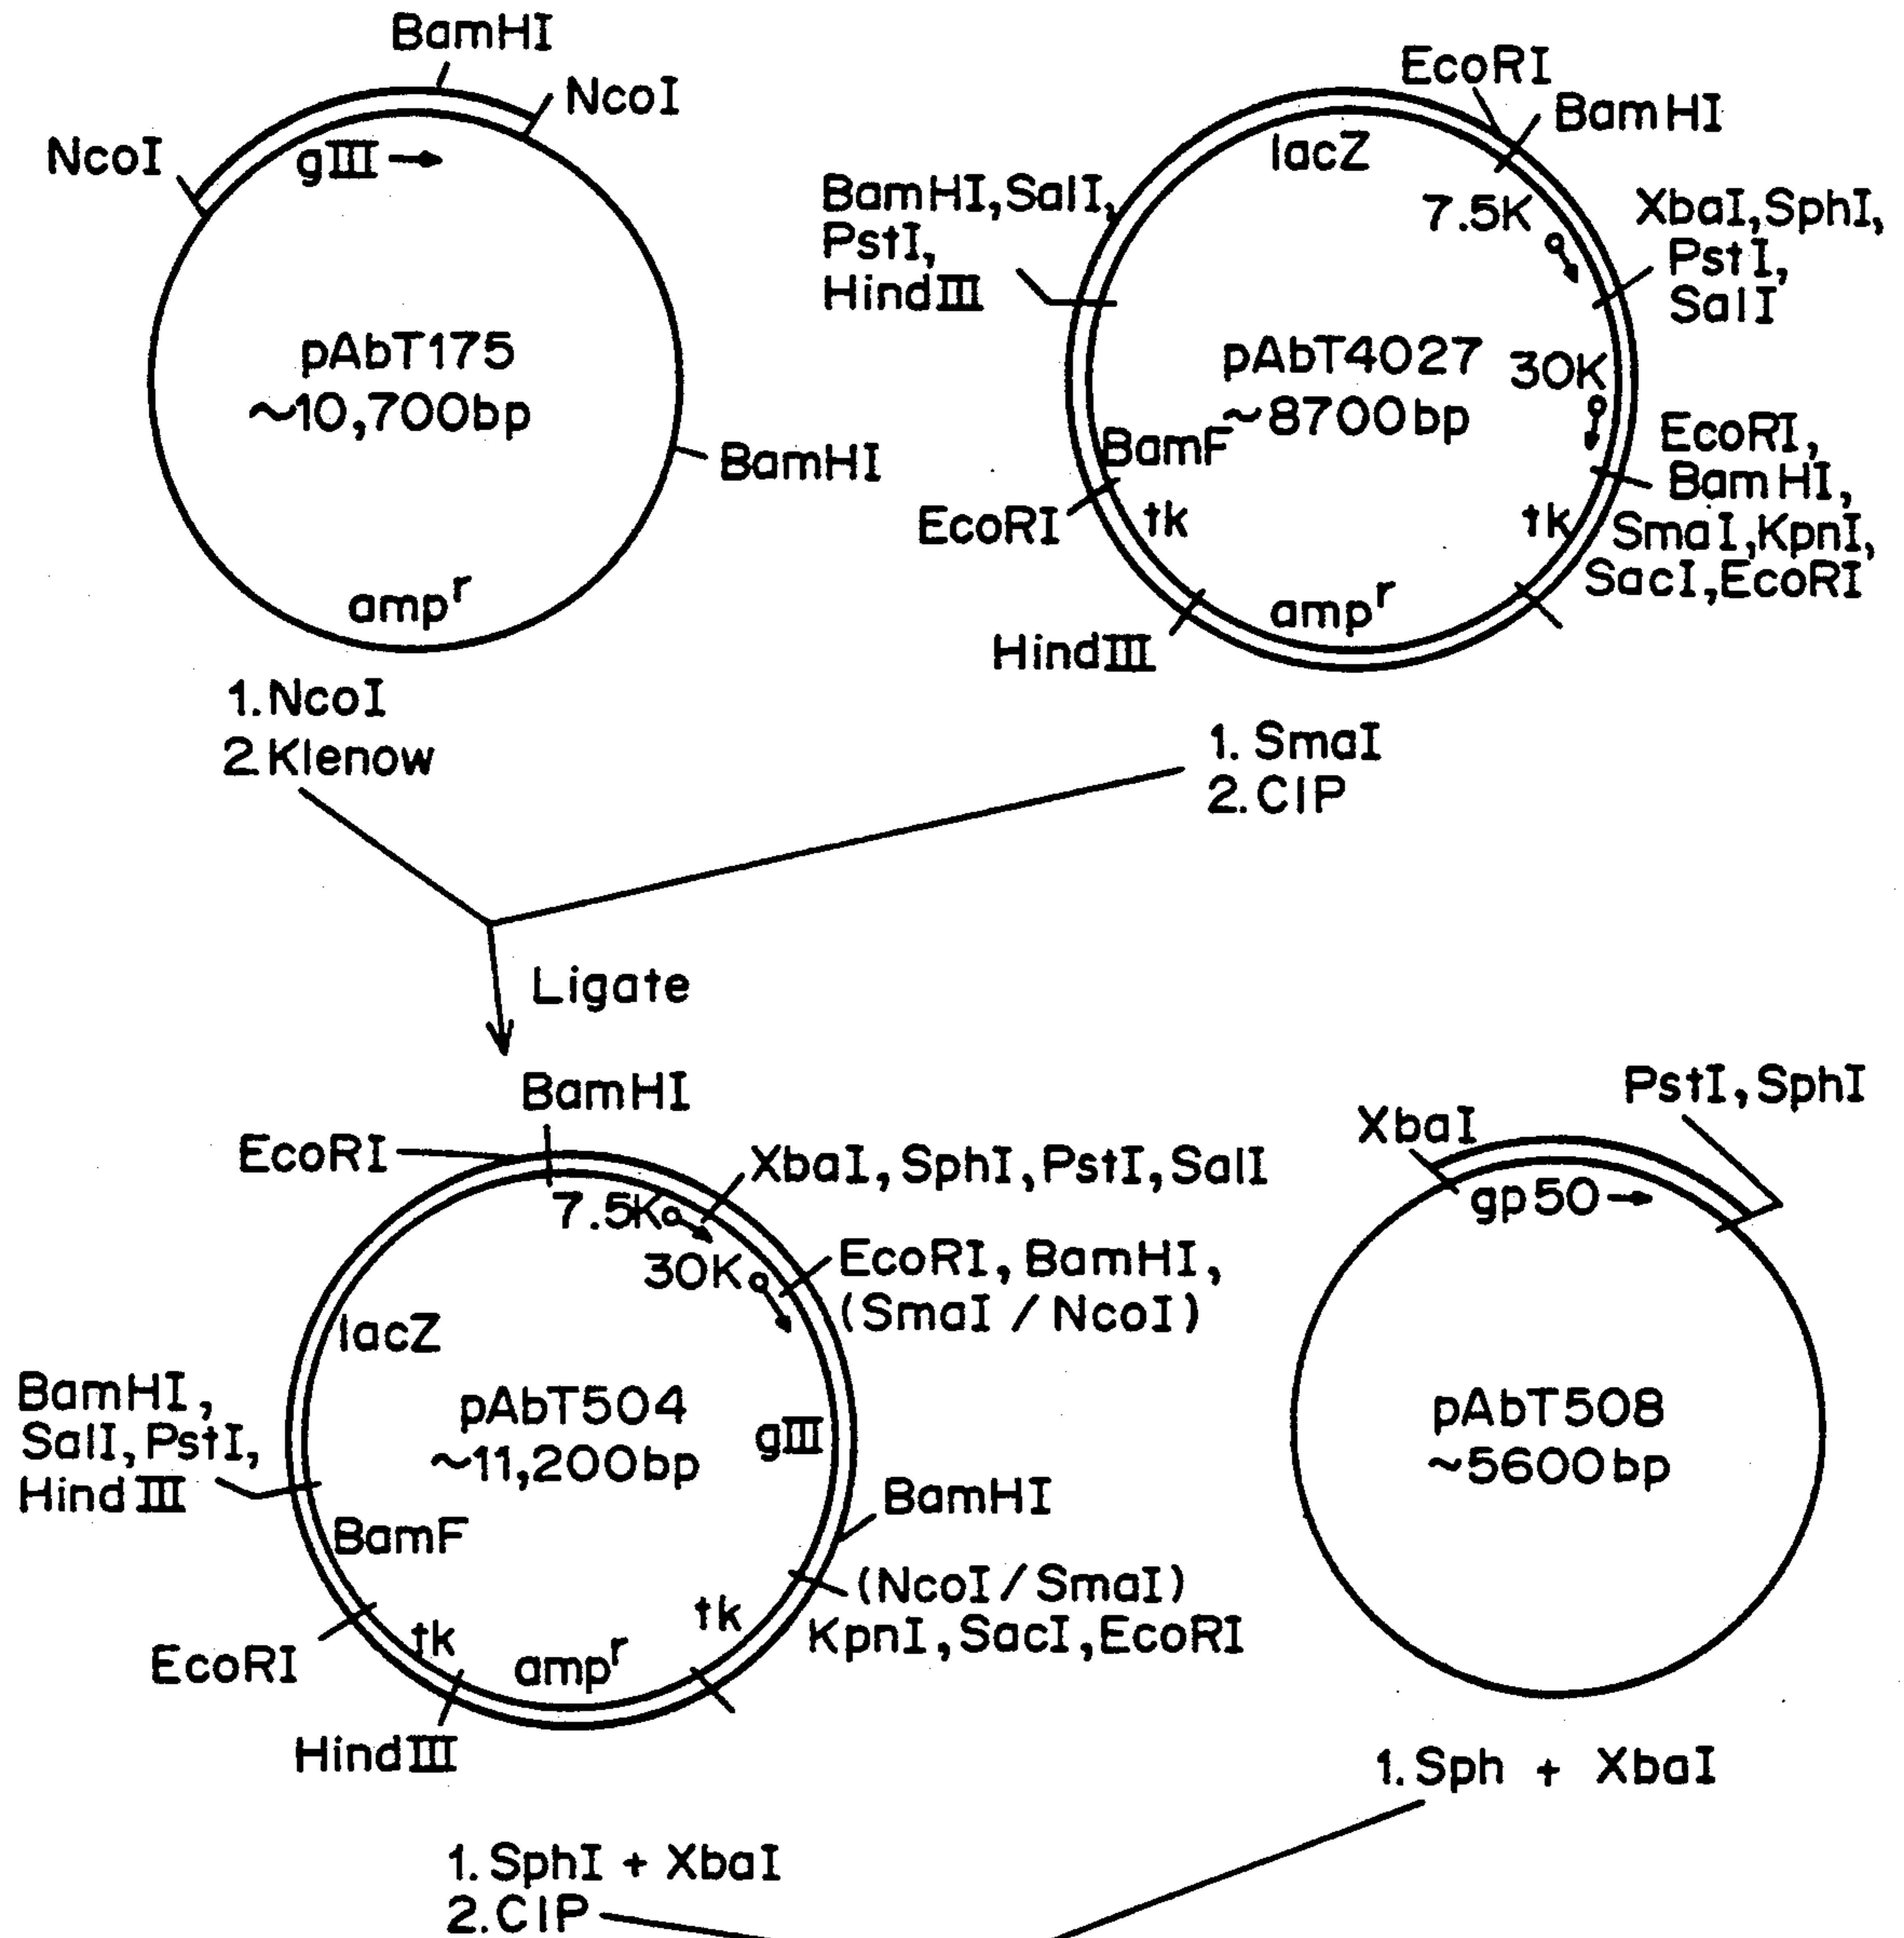 BamHI
NcoI
NcoI
gIII
pAbT175
~10,700bp
BamHI
ampr
1.NcoI
2.Klenow
EcoRI
BamHI
lacZ
7.5K
BamHI,SalI,
PstI,
HindIII
XbaI,SphI,
PstI,
SalI
pAbT4027
~8700bp
30K
BamF
EcoRI,
BamHI,
SmaI,KpnI,
SacI,EcoRI
EcoRI
tk
tk
ampr
HindIII
1. SmaI
2. CIP
Ligate
BamHI
EcoRI
XbaI,SphI,PstI,SalI
7.5K
30K
EcoRI, BamHI,
(SmaI / NcoI)
lacZ
BamHI,
SalI, PstI,
HindIII
pAbT504
~11,200bp
gIII
BamHI
BamF
(NcoI/SmaI)
KpnI, SacI,EcoRI
tk
tk
EcoRI
ampr
HindIII
PstI,SphI
XbaI
gp50
pAbT508
~5600bp
1. Sph + XbaI
1. SphI + XbaI
2.CIP